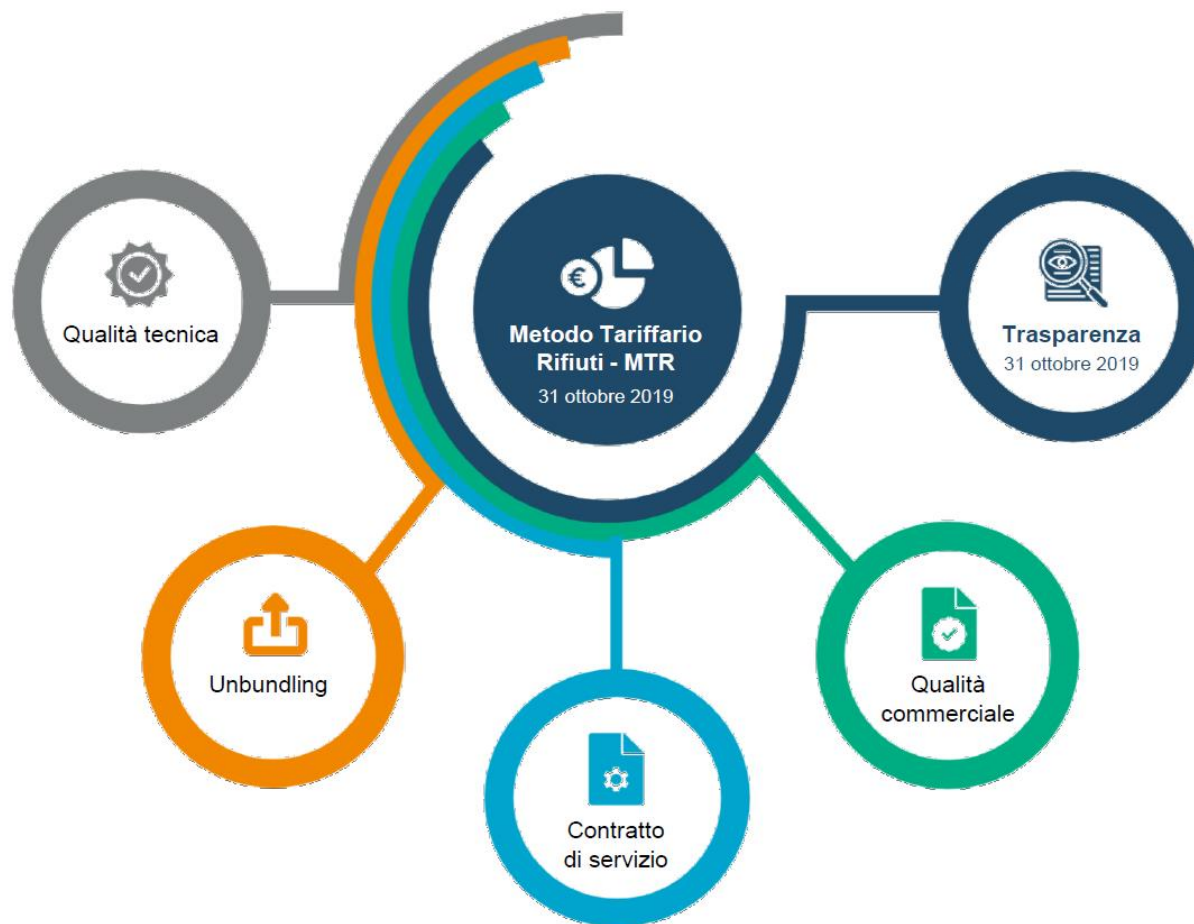 Qualità tecnica
Metodo Tariffario
Rifiuti - MTR
31 ottobre 2019
Trasparenza
31 ottobre 2019
Unbundling
Contratto
di servizio
Qualità
commerciale